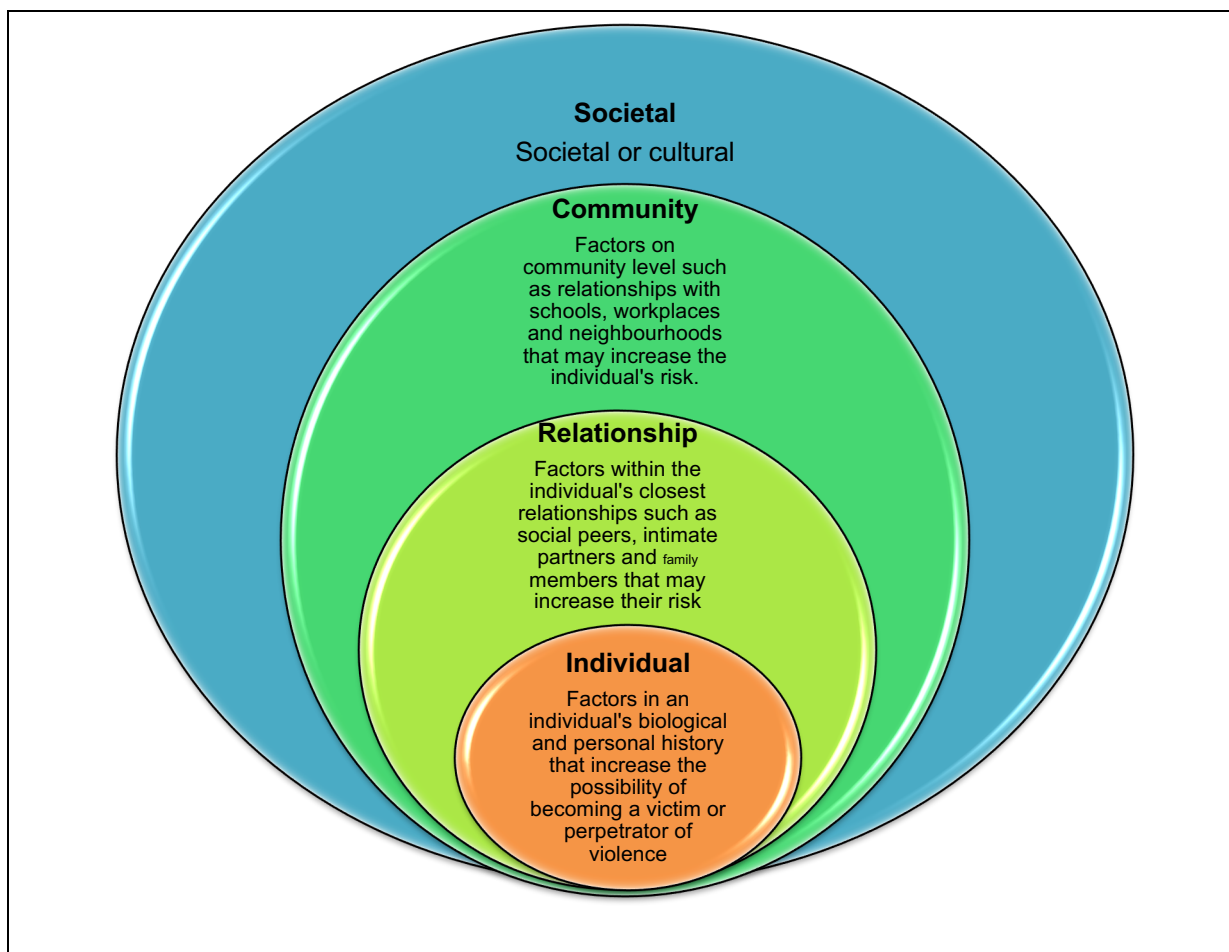 Societal
Societal or cultural
Community
Factors on
community level such
as relationships with
schools, workplaces
and neighbourhoods
that may increase the
individual's risk.
Relationship
Factors within the
individual's closest
relationships such as
social peers, intimate
partners and family
members that may
increase their risk
Individual
Factors in an
individual's biological
and personal history
that increase the
possibility of
becoming a victim or
perpetrator of
violence